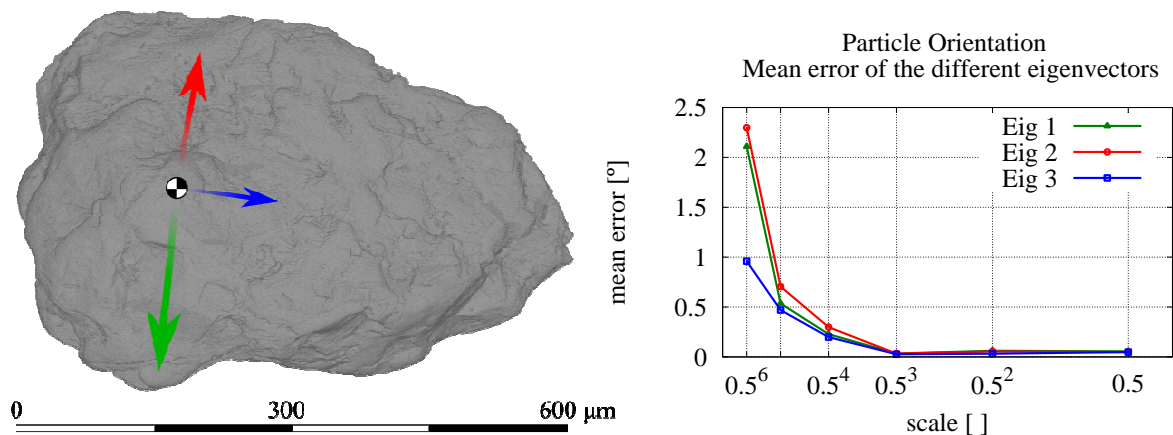 0 300 600 µm
Particle Orientation
Mean error of the different eigenvectors
mean error [º]
2.5
2
1.5
1
0.5
0
Eig 1
Eig 2
Eig 3
0.5^6 0.5^4 0.5^3 0.5^2 0.5
scale [ ]